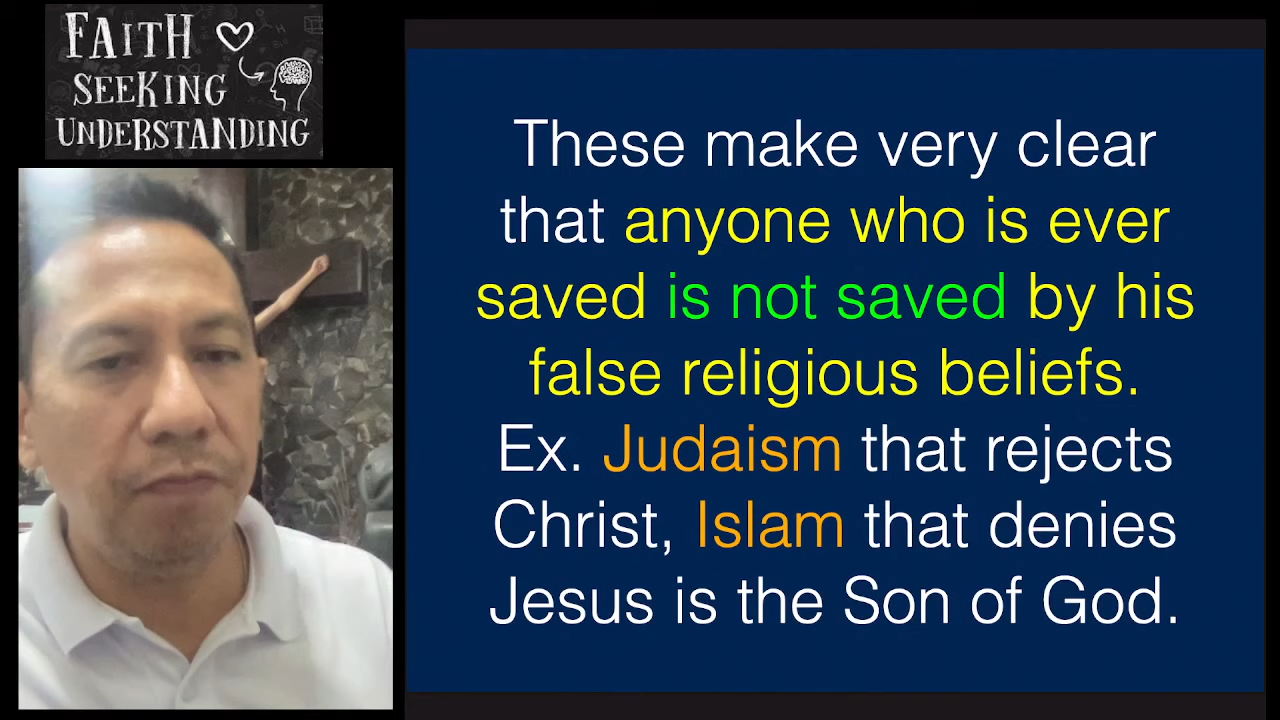 FAITH
SEEKING
UNDERSTANDING
These make very clear
that anyone who is ever
saved is not saved by his
false religious beliefs.
Ex. Judaism that rejects
Christ, Islam that denies
Jesus is the Son of God.